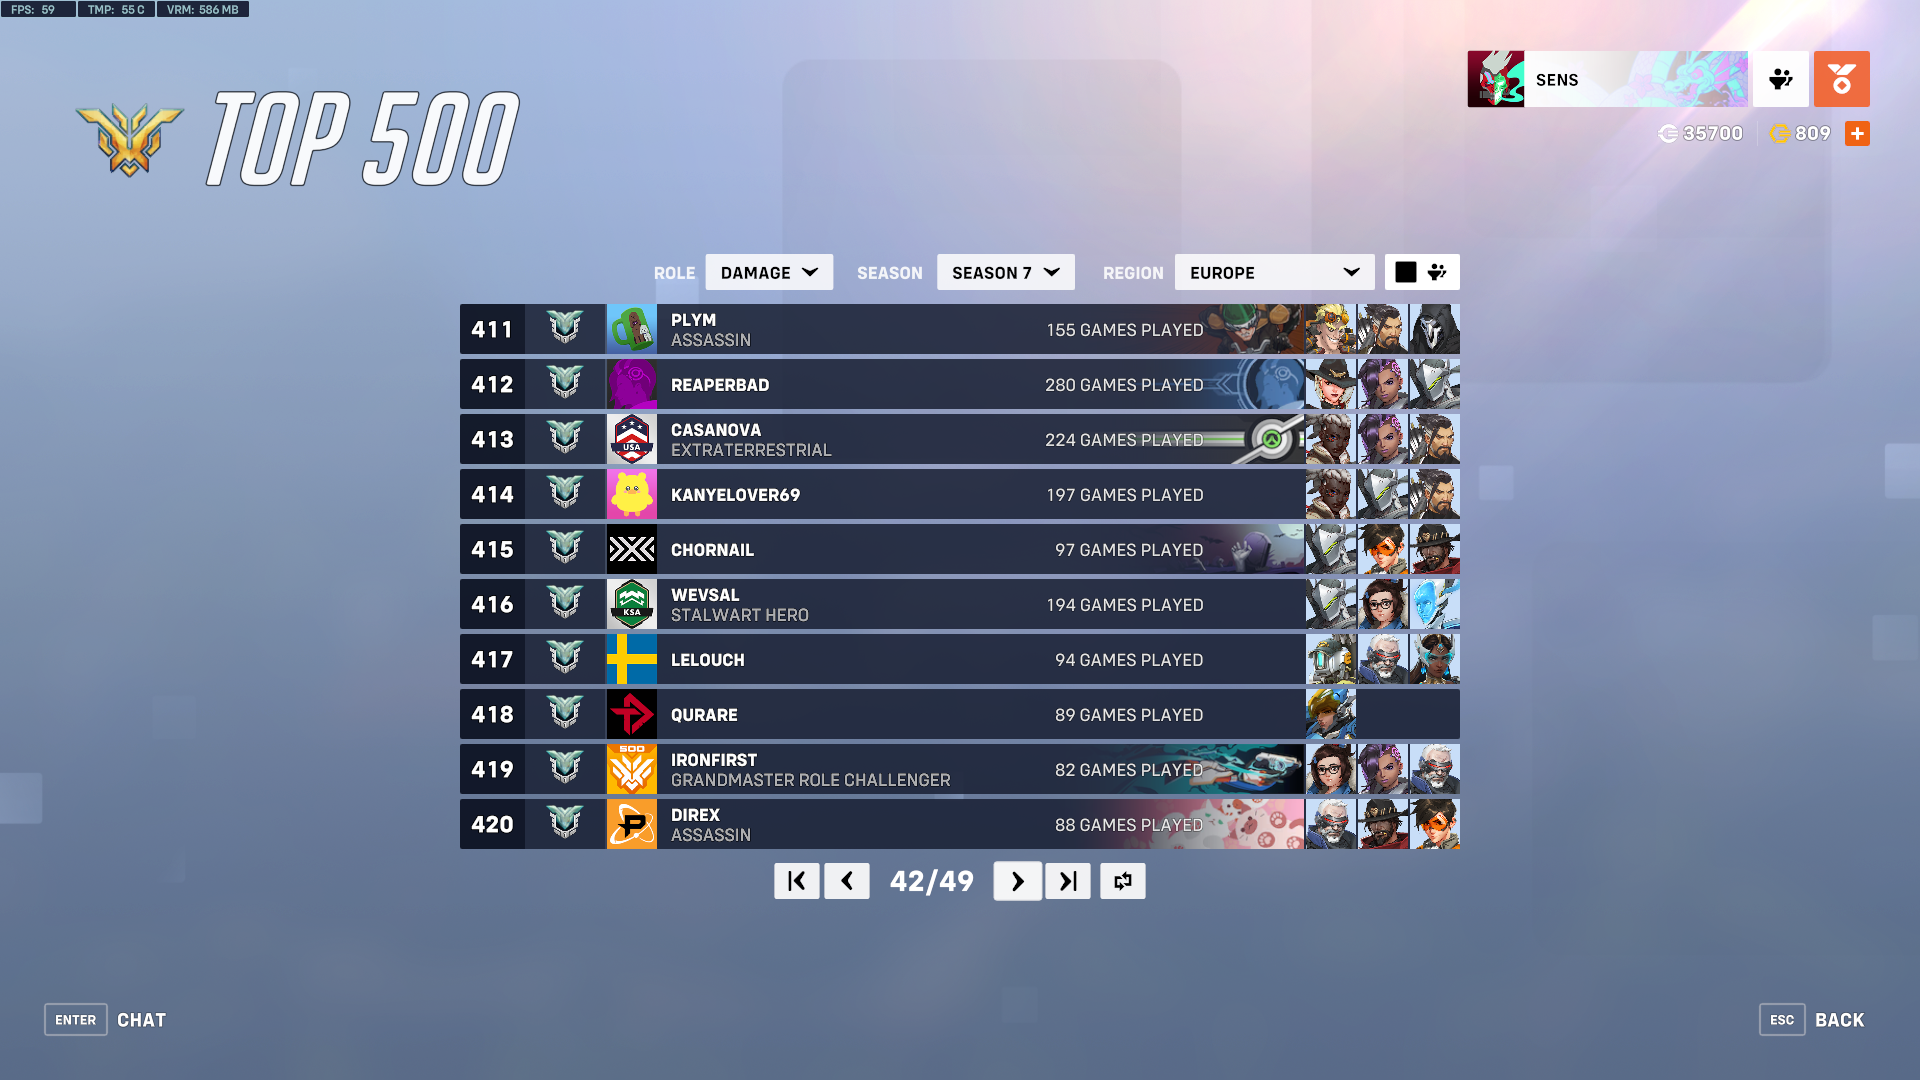 FPS: 59 TMP: 55 C VRM: 586 MB
TOP 500
SENS
35700 809
ROLE DAMAGE SEASON SEASON 7 REGION EUROPE
411 PLYM 155 GAMES PLAYED
ASSASSIN
412 REAPERBAD 280 GAMES PLAYED
413 USA CASANOVA 224 GAMES PLAYED
EXTRATERRESTRIAL
414 KANYELOVER69 197 GAMES PLAYED
415 CHORNAIL 97 GAMES PLAYED
416 KSA WEVSAL 194 GAMES PLAYED
STALWART HERO
417 LELOUCH 94 GAMES PLAYED
418 QURARE 89 GAMES PLAYED
419 500 IRONFIRST 82 GAMES PLAYED
GRANDMASTER ROLE CHALLENGER
420 P DIREX 88 GAMES PLAYED
ASSASSIN
42/49
ENTER CHAT
ESC BACK